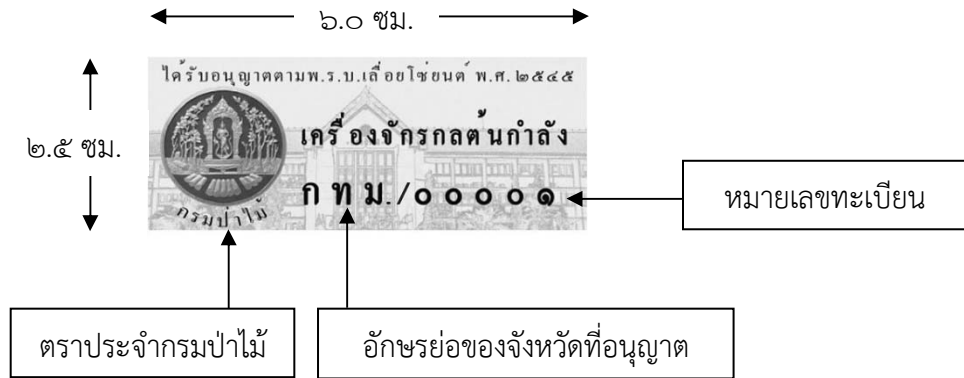 ๖.๐ ซม.
ได้รับอนุญาตตามพ.ร.บ.เลื่อยโซ่ยนต์ พ.ศ.๒๕๔๕
๒.๕ ซม.
เครื่องจักรกลต้นกำลัง
กทม./๐๐๐๐๑
หมายเลขทะเบียน
กรมป่าไม้
ตราประจำกรมป่าไม้
อักษรย่อของจังหวัดที่อนุญาต